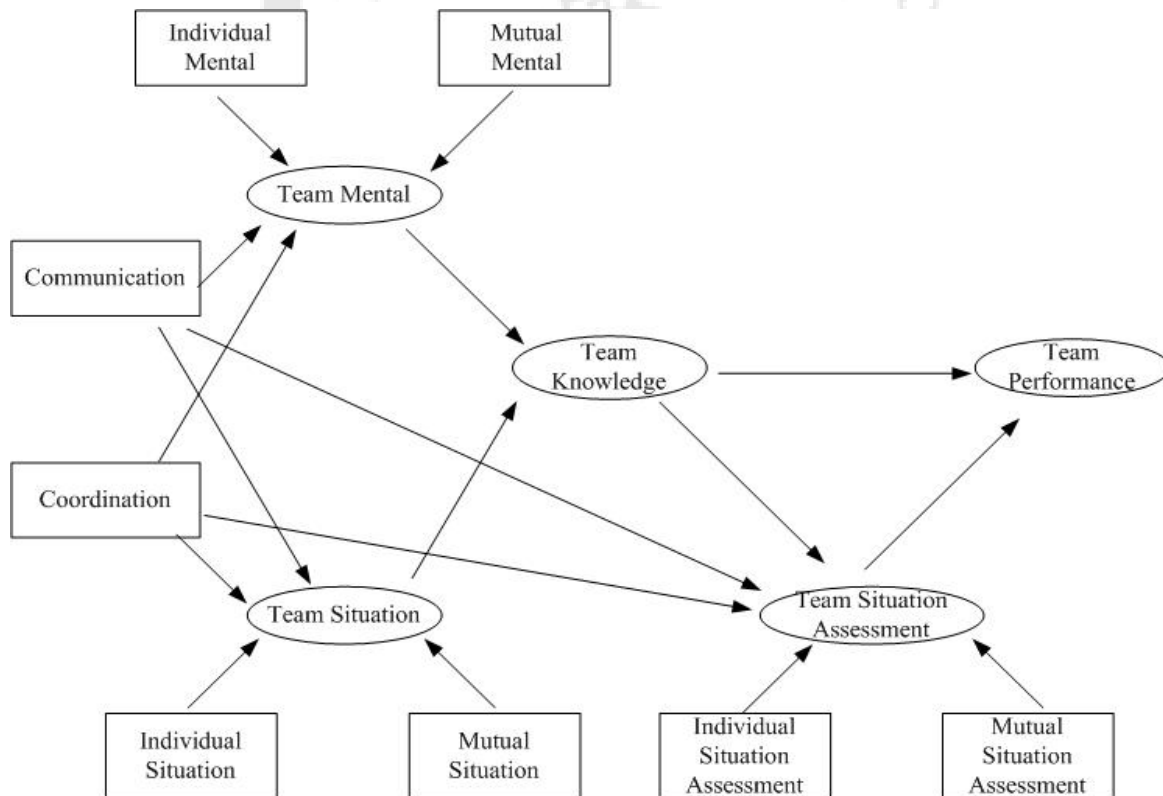 Individual
Mental
Mutual
Mental
Team Mental
Communication
Team
Knowledge
Team
Performance
Coordination
Team Situation
Team Situation
Assessment
Individual
Situation
Mutual
Situation
Individual
Situation
Assessment
Mutual
Situation
Assessment